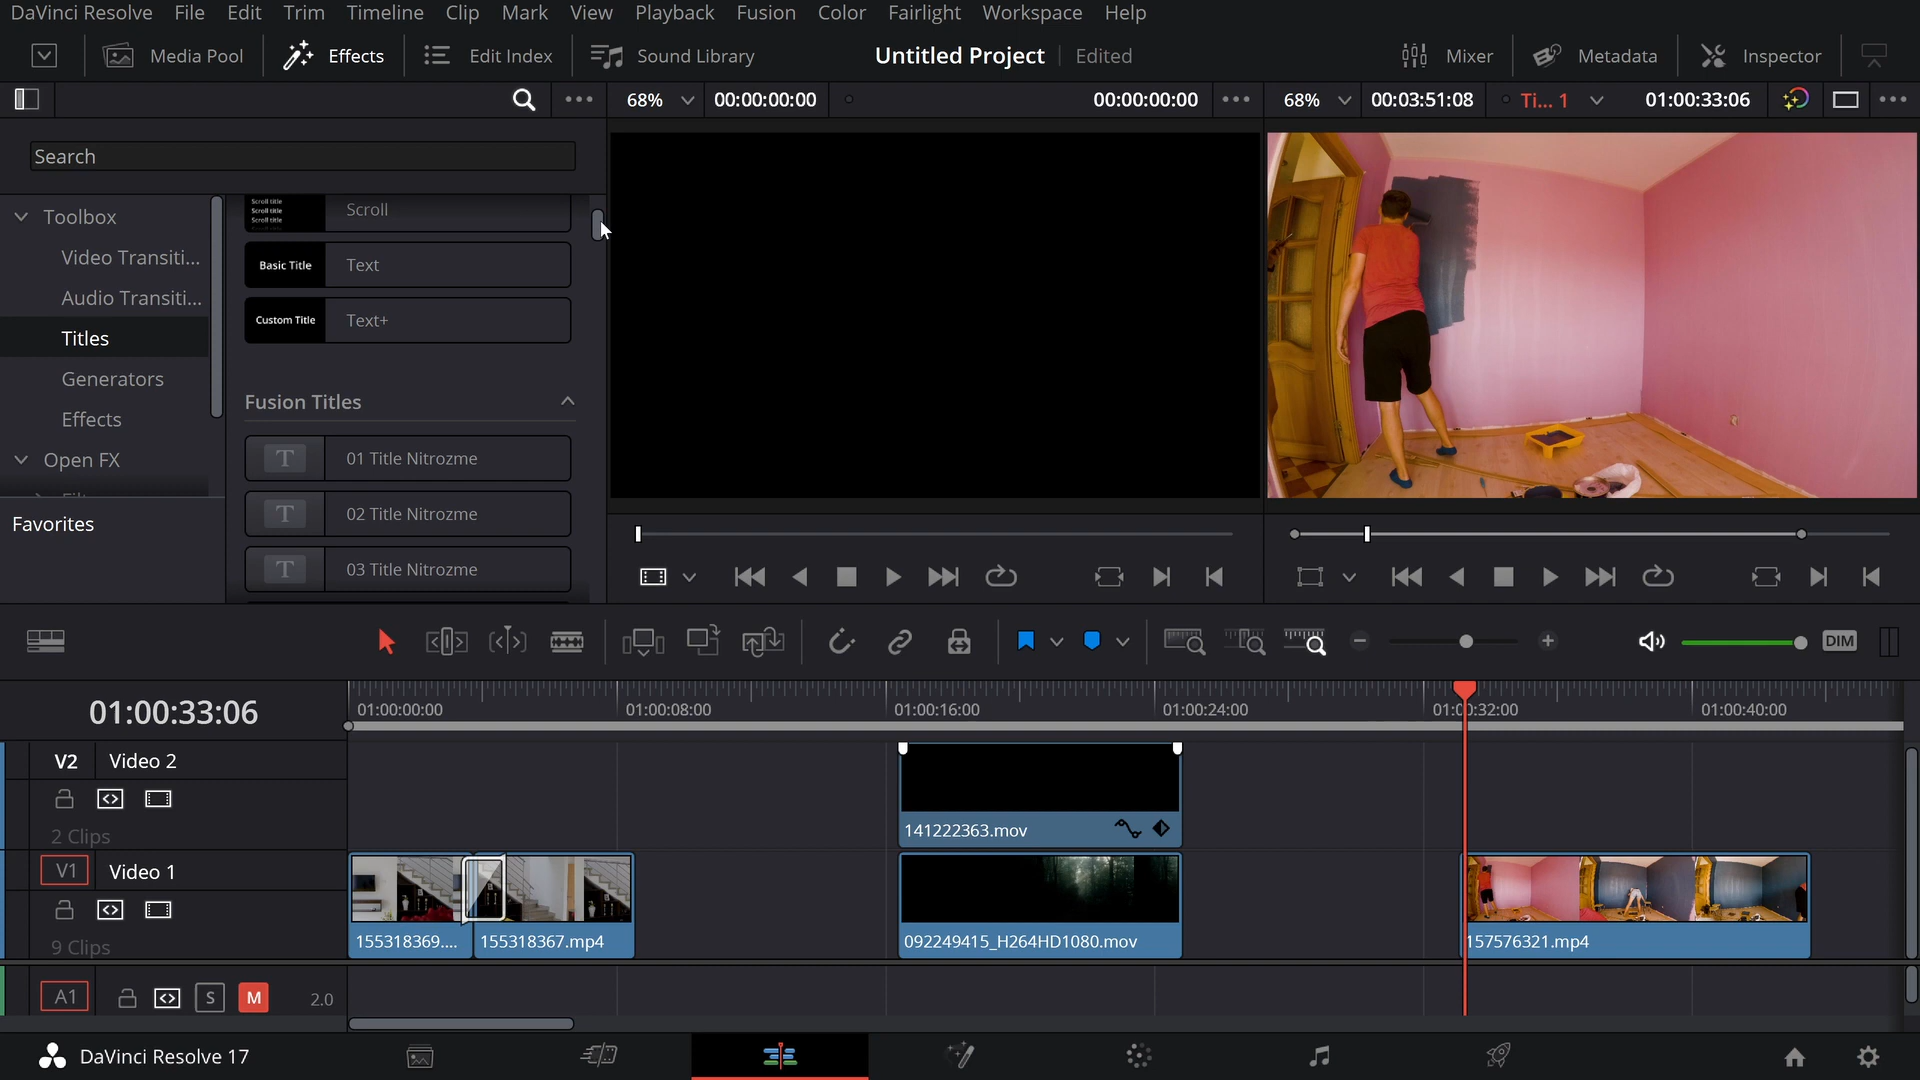 DaVinci Resolve File Edit Trim Timeline Clip Mark View Playback Fusion Color Fairlight Workspace Help
Media Pool Effects Edit Index Sound Library Untitled Project Edited Mixer Metadata Inspector
68% 00:00:00:00 00:00:00:00 68% 00:03:51:08 Ti... 1 01:00:33:06
Search
Toolbox
Video Transiti...
Audio Transiti...
Titles
Generators
Effects
Open FX
Favorites
Scroll title
Scroll title
Scroll title
Scroll
Basic Title Text
Custom Title Text+
Fusion Titles
T 01 Title Nitrozme
T 02 Title Nitrozme
T 03 Title Nitrozme
DIM
01:00:33:06
01:00:00:00 01:00:08:00 01:00:16:00 01:00:24:00 01:00:32:00 01:00:40:00
V2 Video 2
2 Clips
141222363.mov
V1 Video 1
9 Clips
155318369.... 155318367.mp4 092249415_H264HD1080.mov 157576321.mp4
A1 S M 2.0
DaVinci Resolve 17